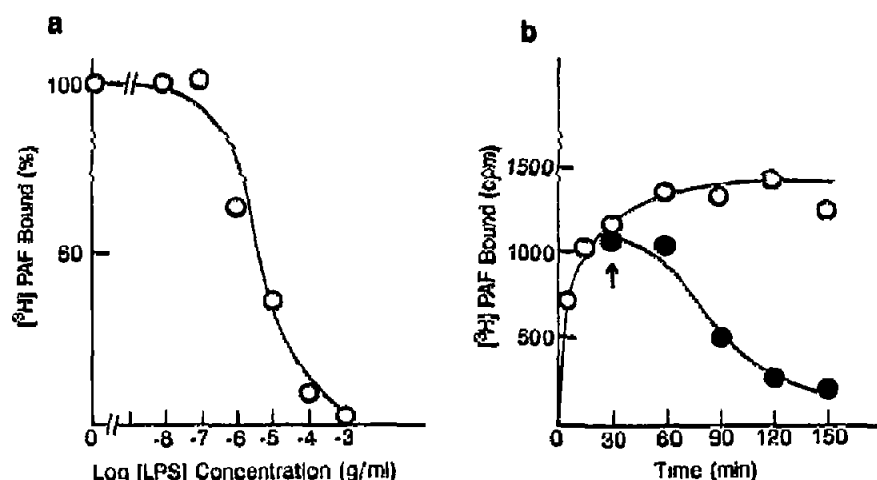 a
100
50
[³H] PAF Bound (%)
0 -8 -7 -6 -5 -4 -3
Log [LPS] Concentration (g/ml)
b
1500
1000
500
[³H] PAF Bound (cpm)
0 30 60 90 120 150
Time (min)